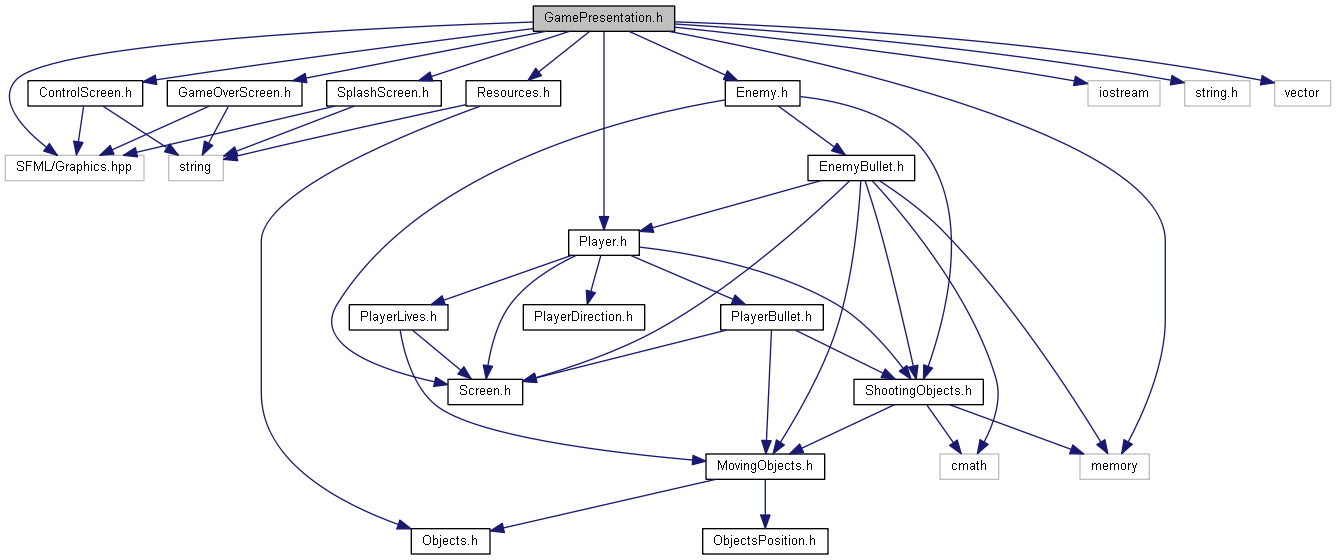 GamePresentation.h
ControlScreen.h
GameOverScreen.h
SplashScreen.h
Resources.h
Enemy.h
iostream
string.h
vector
SFML/Graphics.hpp
string
EnemyBullet.h
Player.h
PlayerLives.h
PlayerDirection.h
PlayerBullet.h
Screen.h
ShootingObjects.h
MovingObjects.h
cmath
memory
Objects.h
ObjectsPosition.h